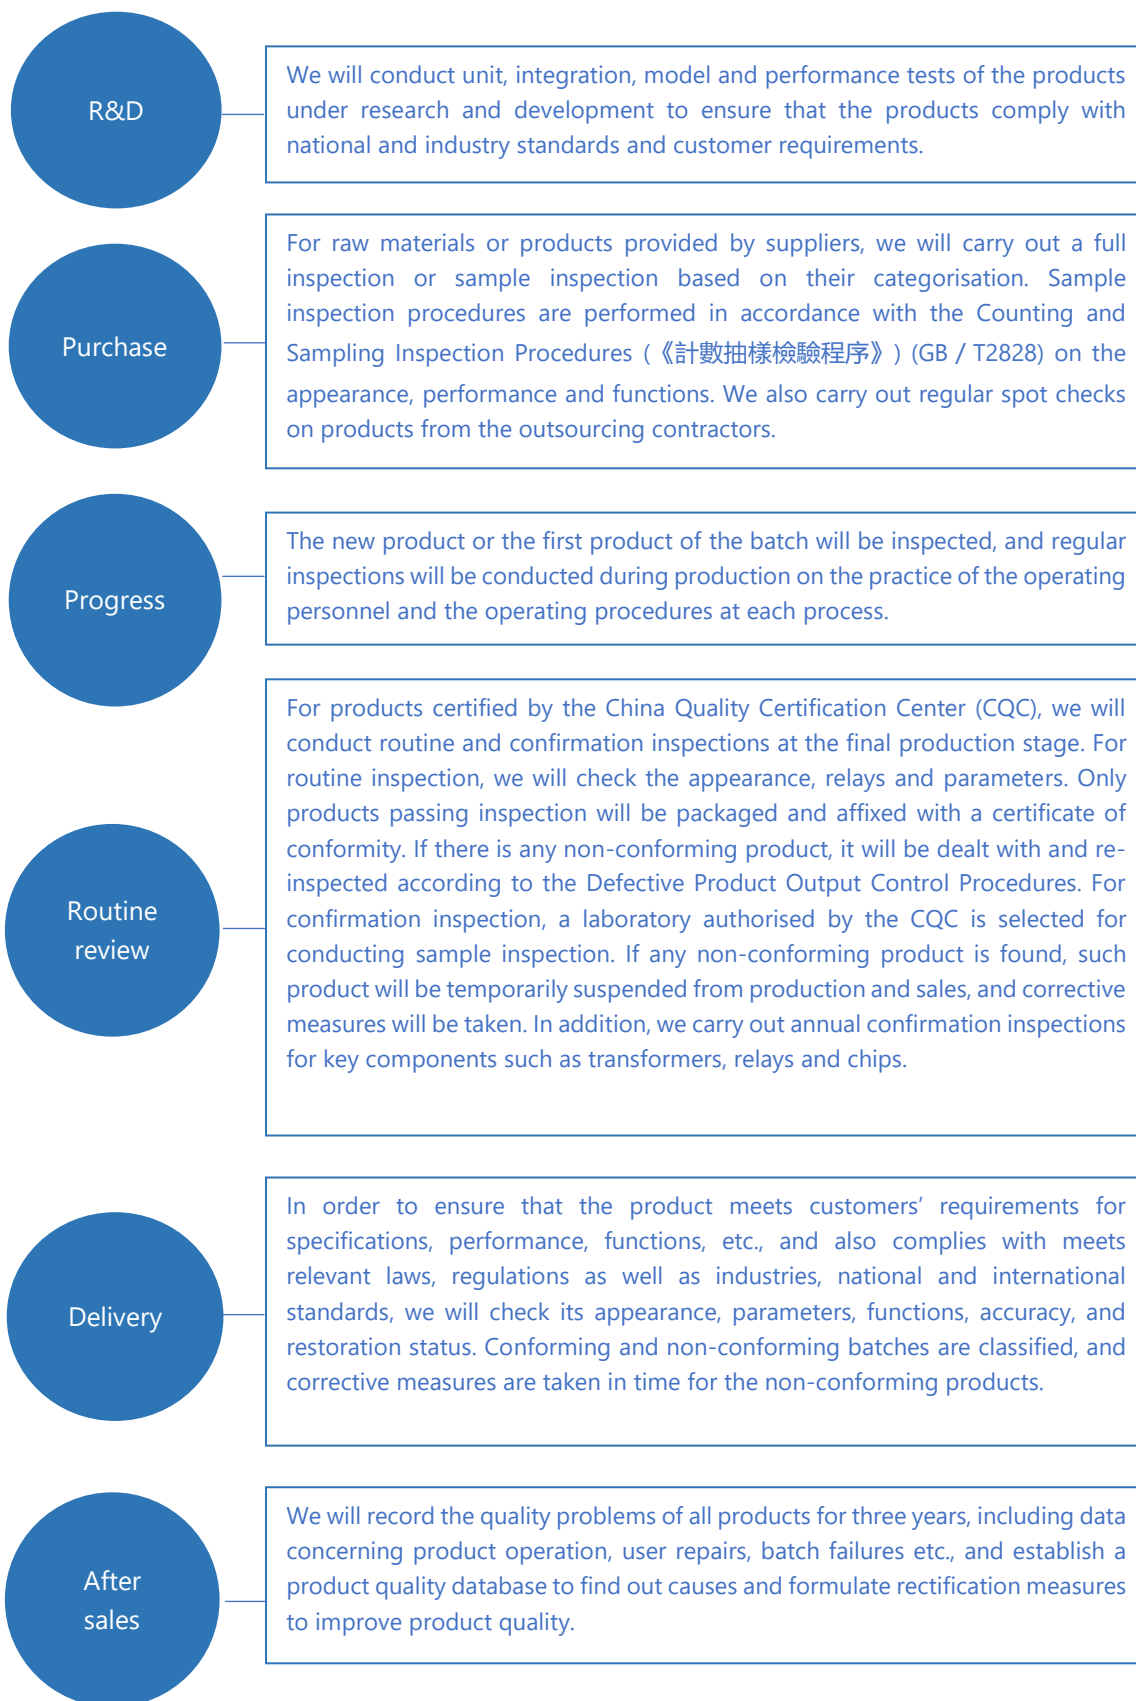 R&D
We will conduct unit, integration, model and performance tests of the products
under research and development to ensure that the products comply with
national and industry standards and customer requirements.
Purchase
For raw materials or products provided by suppliers, we will carry out a full
inspection or sample inspection based on their categorisation. Sample
inspection procedures are performed in accordance with the Counting and
Sampling Inspection Procedures (《計數抽樣檢驗程序》) (GB / T2828) on the
appearance, performance and functions. We also carry out regular spot checks
on products from the outsourcing contractors.
Progress
The new product or the first product of the batch will be inspected, and regular
inspections will be conducted during production on the practice of the operating
personnel and the operating procedures at each process.
Routine
review
For products certified by the China Quality Certification Center (CQC), we will
conduct routine and confirmation inspections at the final production stage. For
routine inspection, we will check the appearance, relays and parameters. Only
products passing inspection will be packaged and affixed with a certificate of
conformity. If there is any non-conforming product, it will be dealt with and re-
inspected according to the Defective Product Output Control Procedures. For
confirmation inspection, a laboratory authorised by the CQC is selected for
conducting sample inspection. If any non-conforming product is found, such
product will be temporarily suspended from production and sales, and corrective
measures will be taken. In addition, we carry out annual confirmation inspections
for key components such as transformers, relays and chips.
Delivery
In order to ensure that the product meets customers’ requirements for
specifications, performance, functions, etc., and also complies with meets
relevant laws, regulations as well as industries, national and international
standards, we will check its appearance, parameters, functions, accuracy, and
restoration status. Conforming and non-conforming batches are classified, and
corrective measures are taken in time for the non-conforming products.
After
sales
We will record the quality problems of all products for three years, including data
concerning product operation, user repairs, batch failures etc., and establish a
product quality database to find out causes and formulate rectification measures
to improve product quality.